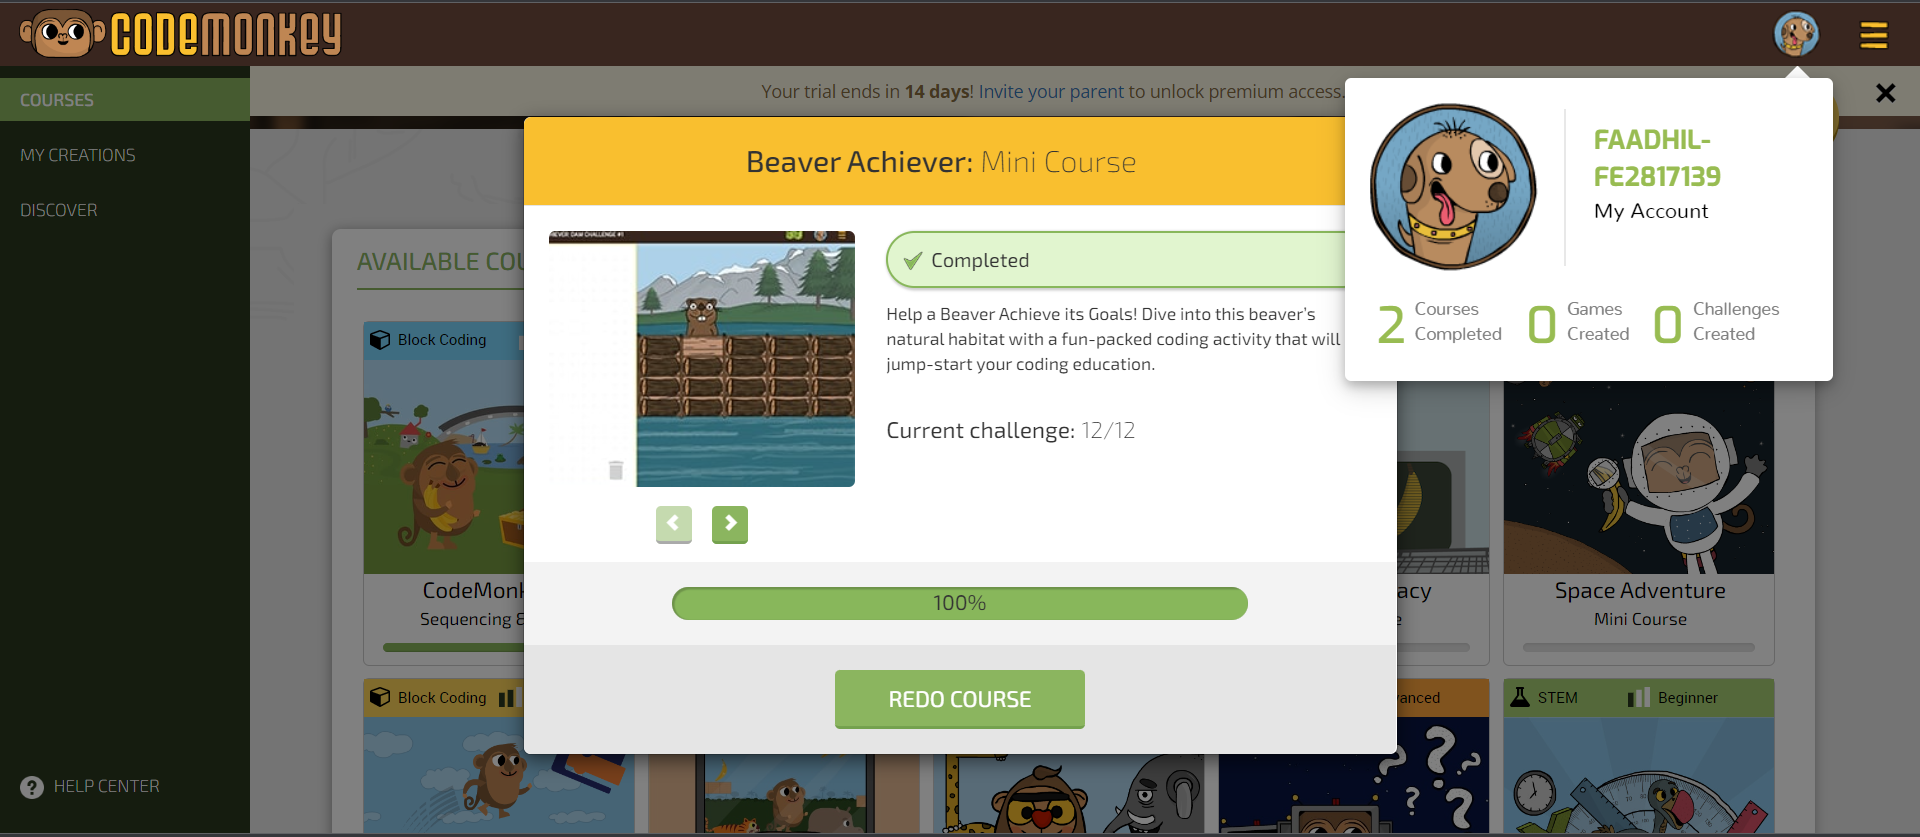 CODEMONKEY
COURSES
MY CREATIONS
DISCOVER
HELP CENTER
Your trial ends in 14 days! Invite your parent to unlock premium access.
AVAILABLE
Block Coding
Sequencing &
Block Coding
Beaver Achiever: Mini Course
DAM CHALLENGE #1
Completed
Help a Beaver Achieve its Goals! Dive into this beaver's
natural habitat with a fun-packed coding activity that will
jump-start your coding education.
Current challenge: 12/12
100%
REDO COURSE
FAADHIL-
FE2817139
My Account
2 Courses Completed
0 Games Created
0 Challenges Created
Space Adventure
Mini Course
STEM
Beginner